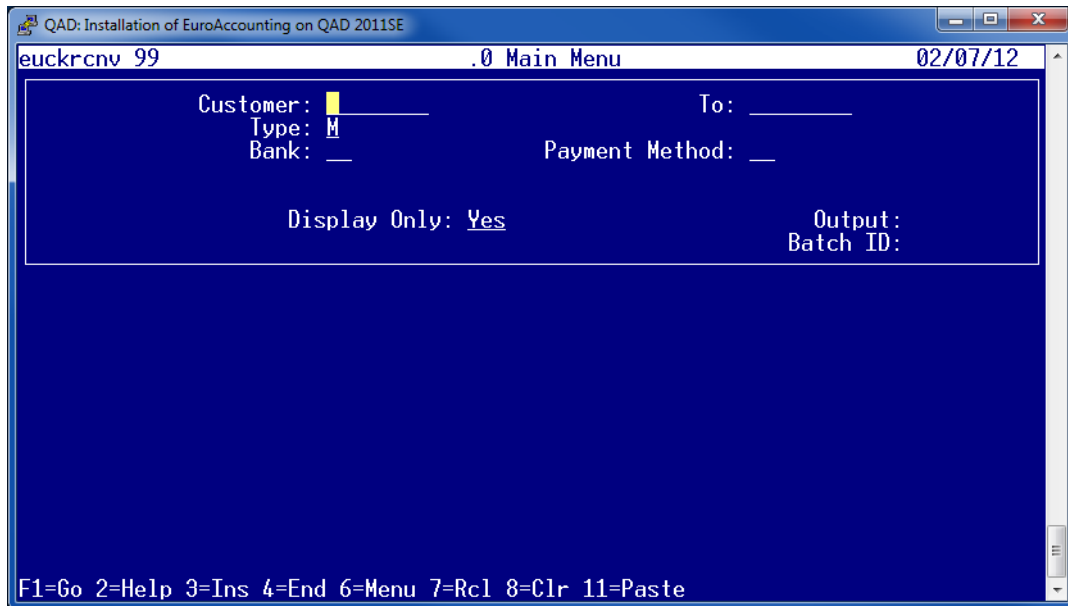 QAD: Installation of EuroAccounting on QAD 2011SE
euckrcnv 99 .0 Main Menu 02/07/12
Customer: To:
Type: M
Bank: Payment Method:
Display Only: Yes Output:
Batch ID:
F1=Go 2=Help 3=Ins 4=End 6=Menu 7=Rcl 8=Clr 11=Paste